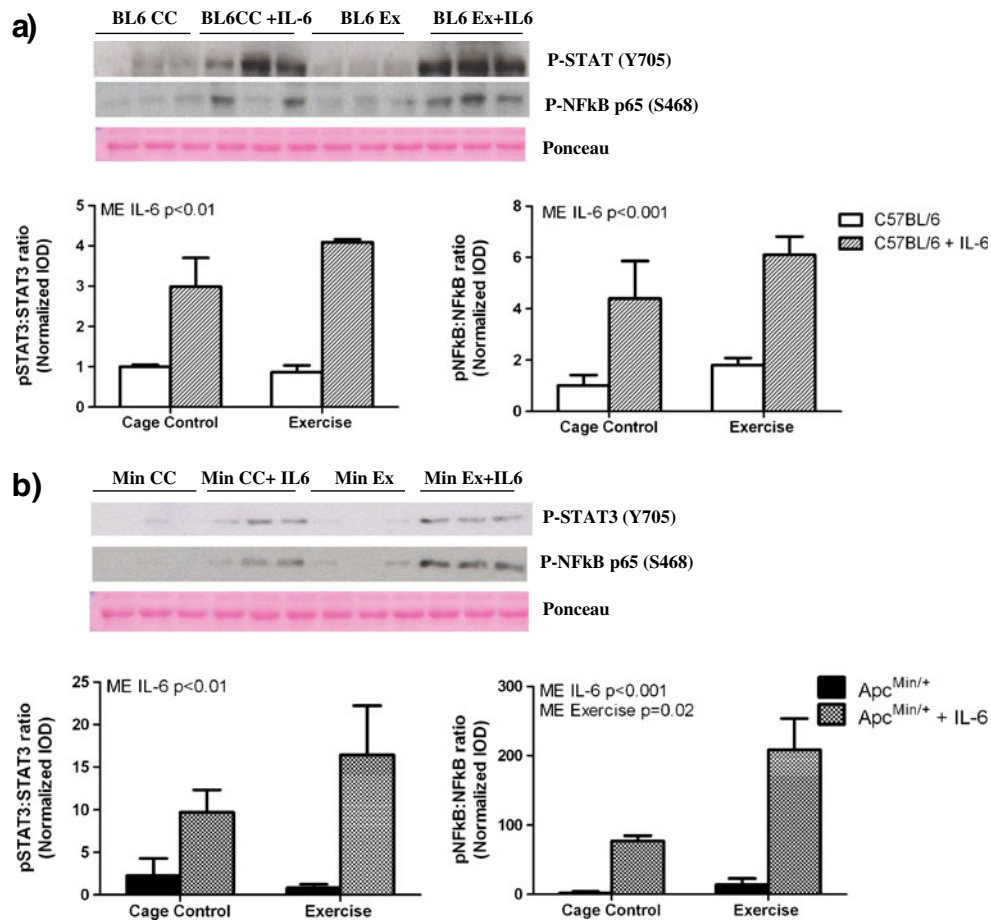 a)
BL6 CC BL6CC +IL-6 BL6 Ex BL6 Ex+IL6
P-STAT (Y705)
P-NFkB p65 (S468)
Ponceau
pSTAT3:STAT3 ratio
(Normalized IOD)
5
4
3
2
1
0
ME IL-6 p<0.01
Cage Control Exercise
pNFkB:NFkB ratio
(Normalized IOD)
8
6
4
2
0
ME IL-6 p<0.001
Cage Control Exercise
C57BL/6
C57BL/6 + IL-6
b)
Min CC Min CC+ IL6 Min Ex Min Ex+IL6
P-STAT3 (Y705)
P-NFkB p65 (S468)
Ponceau
pSTAT3:STAT3 ratio
(Normalized IOD)
25
20
15
10
5
0
ME IL-6 p<0.01
Cage Control Exercise
pNFkB:NFkB ratio
(Normalized IOD)
300
200
100
0
ME IL-6 p<0.001
ME Exercise p=0.02
Cage Control Exercise
Apc^Min/+
Apc^Min/+ + IL-6